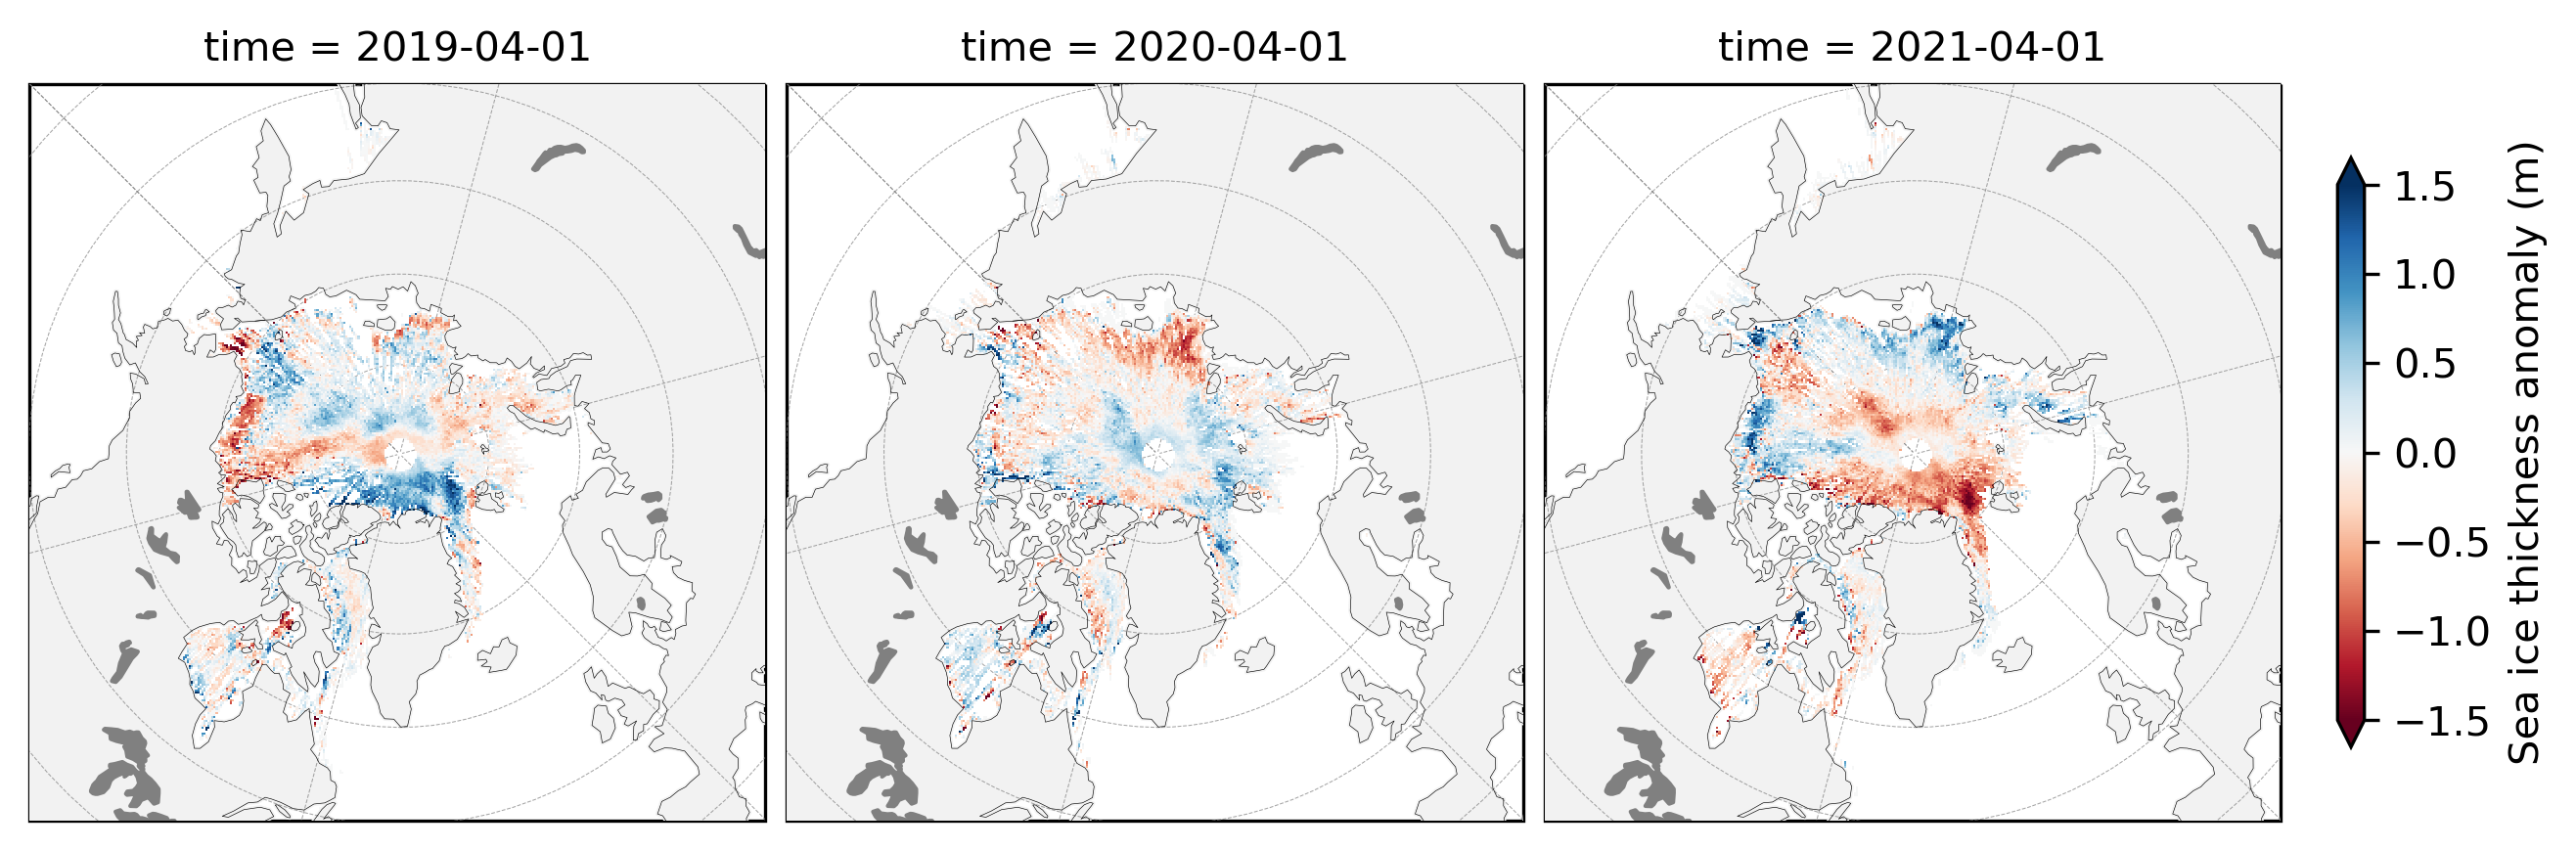 time = 2019-04-01
time = 2020-04-01
time = 2021-04-01
1.5
1.0
0.5
0.0
−0.5
−1.0
−1.5
Sea ice thickness anomaly (m)